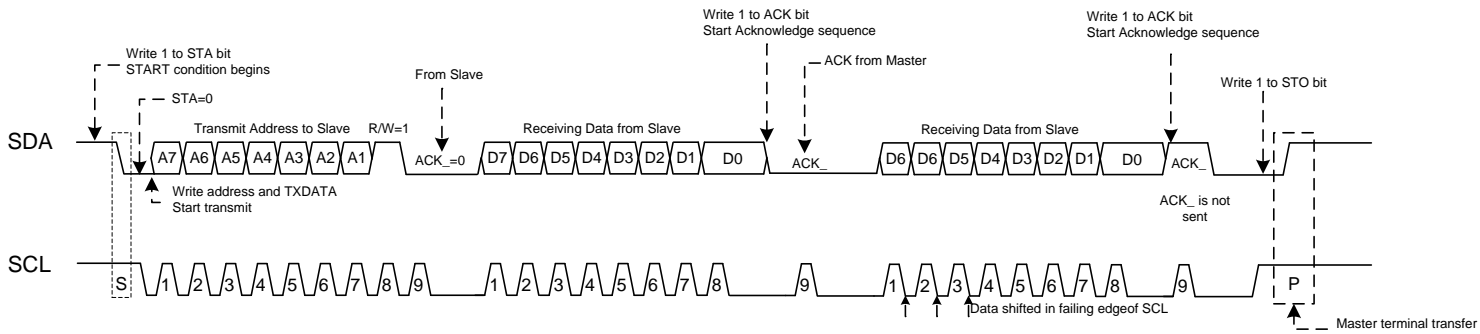 Write 1 to STA bit
START condition begins
STA=0
From Slave
Write 1 to ACK bit
Start Acknowledge sequence
ACK from Master
Write 1 to ACK bit
Start Acknowledge sequence
Write 1 to STO bit
Transmit Address to Slave
R/W=1
Receiving Data from Slave
Receiving Data from Slave
SDA
A7 A6 A5 A4 A3 A2 A1
ACK_=0
D7 D6 D5 D4 D3 D2 D1 D0
ACK_
D6 D6 D5 D4 D3 D2 D1 D0
ACK_
Write address and TXDATA
Start transmit
ACK_ is not
sent
SCL
S
1 2 3 4 5 6 7 8 9
1 2 3 4 5 6 7 8
9
1 2 3 4 5 6 7 8
9
P
Data shifted in failing edgeof SCL
Master terminal transfer